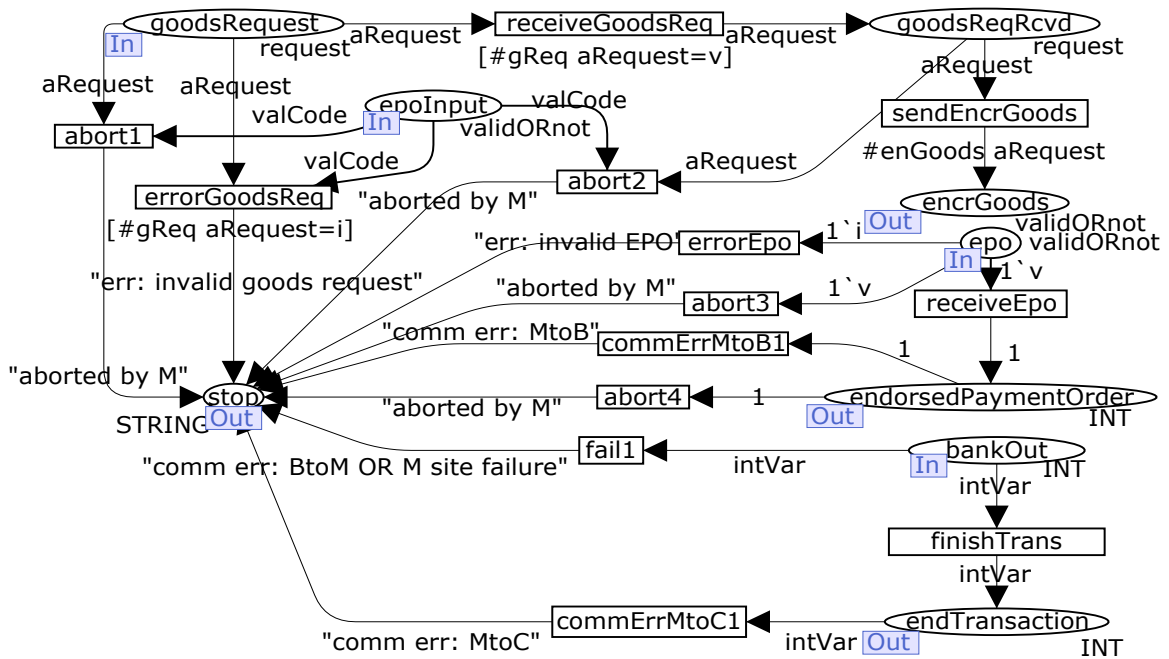 goodsRequest
In
request
aRequest
receiveGoodsReq
[#gReq aRequest=v]
aRequest
goodsReqRcvd
request
aRequest
aRequest
aRequest
sendEncrGoods
epoInput
In
validORnot
valCode
valCode
valCode
abort1
abort2
aRequest
#enGoods aRequest
errorGoodsReq
[#gReq aRequest=i]
"aborted by M"
encrGoods
Out
validORnot
validORnot
epo
In
1`i
errorEpo
"err: invalid EPO"
"err: invalid goods request"
1`v
abort3
"aborted by M"
1`v
receiveEpo
"comm err: MtoB"
commErrMtoB1
1
1
"aborted by M"
stop
Out
STRING
"aborted by M"
abort4
1
endorsedPaymentOrder
Out
INT
"comm err: BtoM OR M site failure"
fail1
intVar
bankOut
In
INT
intVar
finishTrans
intVar
"comm err: MtoC"
commErrMtoC1
intVar
endTransaction
Out
INT